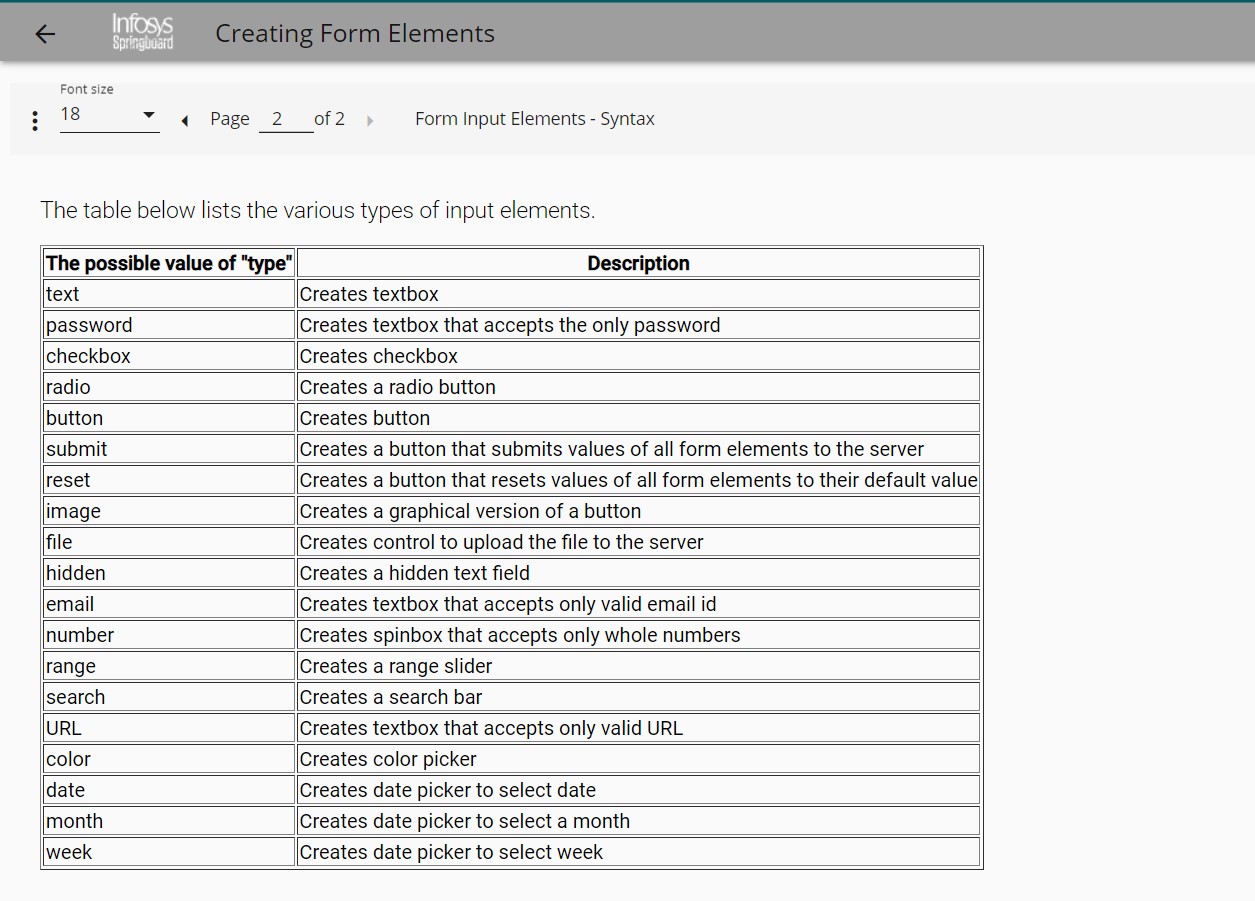 Infosys
Springboard
Creating Form Elements
Font size
18
Page 2 of 2
Form Input Elements - Syntax
The table below lists the various types of input elements.
The possible value of "type" Description
text Creates textbox
password Creates textbox that accepts the only password
checkbox Creates checkbox
radio Creates a radio button
button Creates button
submit Creates a button that submits values of all form elements to the server
reset Creates a button that resets values of all form elements to their default value
image Creates a graphical version of a button
file Creates control to upload the file to the server
hidden Creates a hidden text field
email Creates textbox that accepts only valid email id
number Creates spinbox that accepts only whole numbers
range Creates a range slider
search Creates a search bar
URL Creates textbox that accepts only valid URL
color Creates color picker
date Creates date picker to select date
month Creates date picker to select a month
week Creates date picker to select week